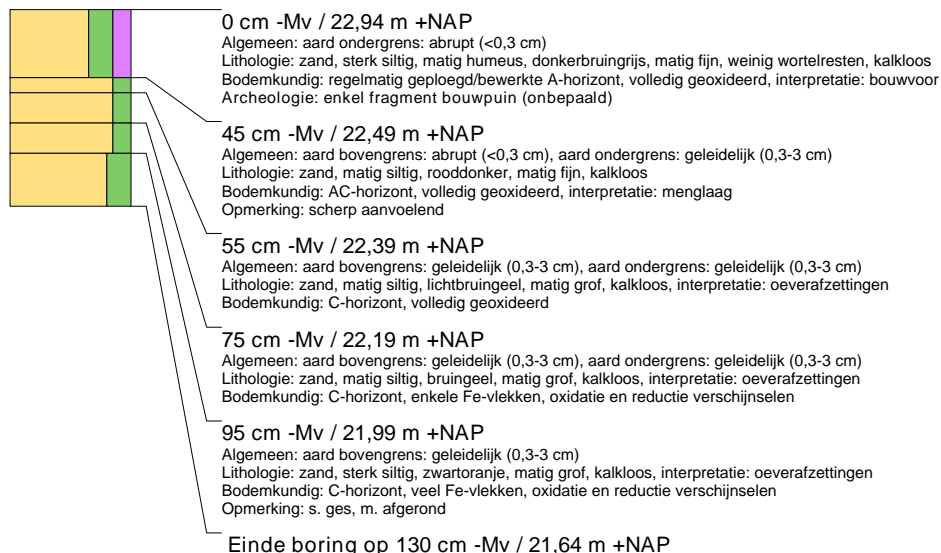 0 cm -Mv / 22,94 m +NAP
Algemeen: aard ondergrens: abrupt (<0,3 cm)
Lithologie: zand, sterk siltig, matig humeus, donkerbruingrijs, matig fijn, weinig wortelresten, kalkloos
Bodemkundig: regelmatig geploegd/bewerkte A-horizont, volledig geoxideerd, interpretatie: bouwvoor
Archeologie: enkel fragment bouwpuin (onbepaald)
45 cm -Mv / 22,49 m +NAP
Algemeen: aard bovengrens: abrupt (<0,3 cm), aard ondergrens: geleidelijk (0,3-3 cm)
Lithologie: zand, matig siltig, rooddonker, matig fijn, kalkloos
Bodemkundig: AC-horizont, volledig geoxideerd, interpretatie: menglaag
Opmerking: scherp aanvoelend
55 cm -Mv / 22,39 m +NAP
Algemeen: aard bovengrens: geleidelijk (0,3-3 cm), aard ondergrens: geleidelijk (0,3-3 cm)
Lithologie: zand, matig siltig, lichtbruingeel, matig grof, kalkloos, interpretatie: oeverafzettingen
Bodemkundig: C-horizont, volledig geoxideerd
75 cm -Mv / 22,19 m +NAP
Algemeen: aard bovengrens: geleidelijk (0,3-3 cm), aard ondergrens: geleidelijk (0,3-3 cm)
Lithologie: zand, matig siltig, bruingeel, matig grof, kalkloos, interpretatie: oeverafzettingen
Bodemkundig: C-horizont, enkele Fe-vlekken, oxidatie en reductie verschijnselen
95 cm -Mv / 21,99 m +NAP
Algemeen: aard bovengrens: geleidelijk (0,3-3 cm)
Lithologie: zand, sterk siltig, zwartoranje, matig grof, kalkloos, interpretatie: oeverafzettingen
Bodemkundig: C-horizont, veel Fe-vlekken, oxidatie en reductie verschijnselen
Opmerking: s. ges, m. afgerond
Einde boring op 130 cm -Mv / 21,64 m +NAP